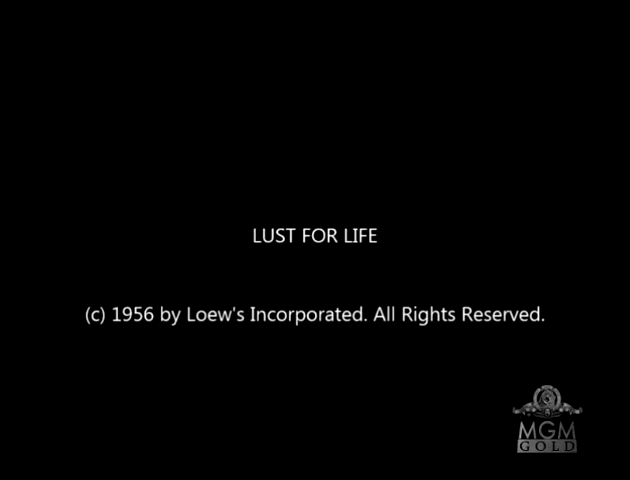 LUST FOR LIFE
(c) 1956 by Loew's Incorporated. All Rights Reserved.
MGM
GOLD